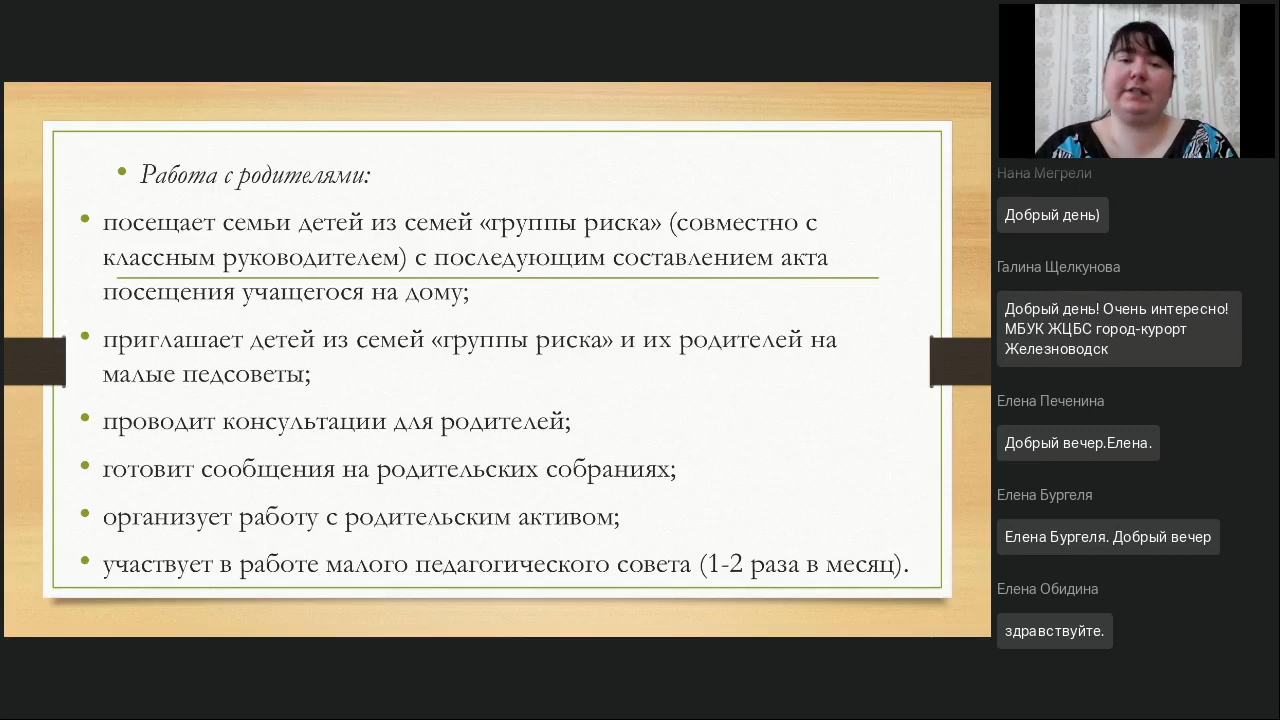 Работа с родителями:
посещает семьи детей из семей «группы риска» (совместно с
классным руководителем) с последующим составлением акта
посещения учащегося на дому;
приглашает детей из семей «группы риска» и их родителей на
малые педсоветы;
проводит консультации для родителей;
готовит сообщения на родительских собраниях;
организует работу с родительским активом;
участвует в работе малого педагогического совета (1-2 раза в месяц).
Нана Мегрели
Добрый день)
Галина Щелкунова
Добрый день! Очень интересно!
МБУК ЖЦБС город-курорт
Железноводск
Елена Печенина
Добрый вечер.Елена.
Елена Бургеля
Елена Бургеля. Добрый вечер
Елена Обидина
здравствуйте.